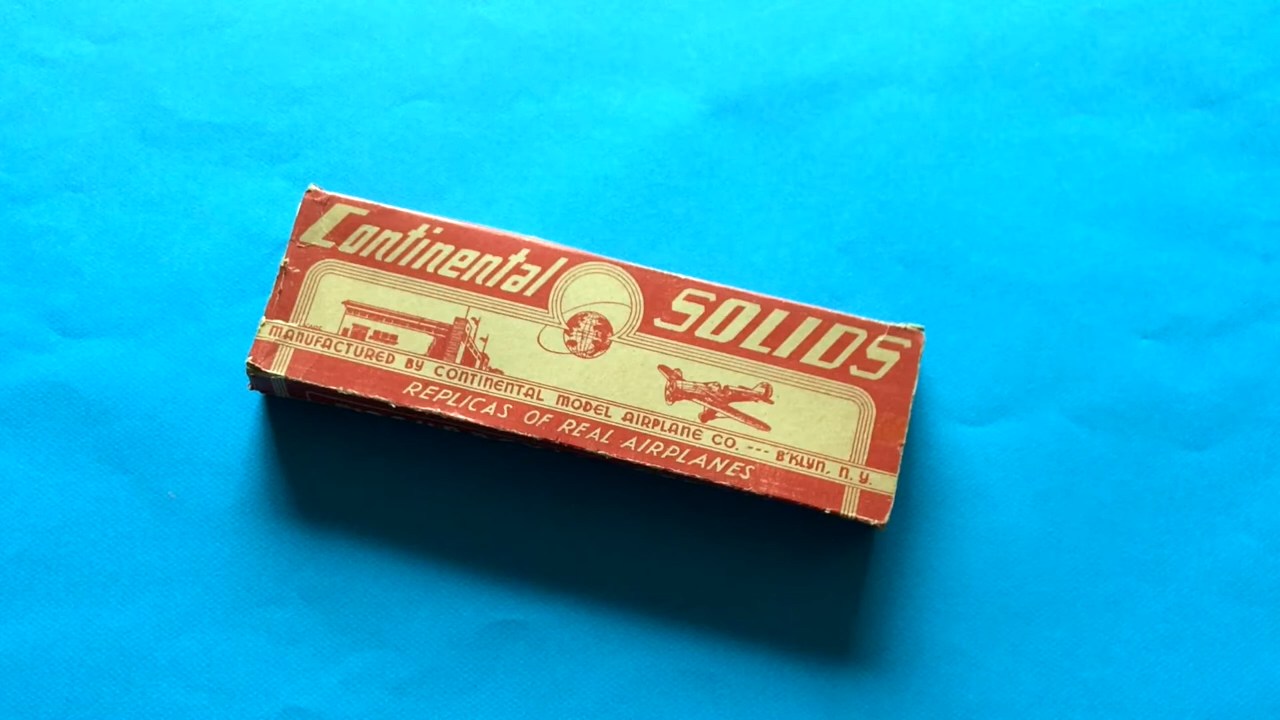 Continental SOLIDS
MANUFACTURED BY CONTINENTAL MODEL AIRPLANE CO. --- B'KLYN, N. Y.
REPLICAS OF REAL AIRPLANES